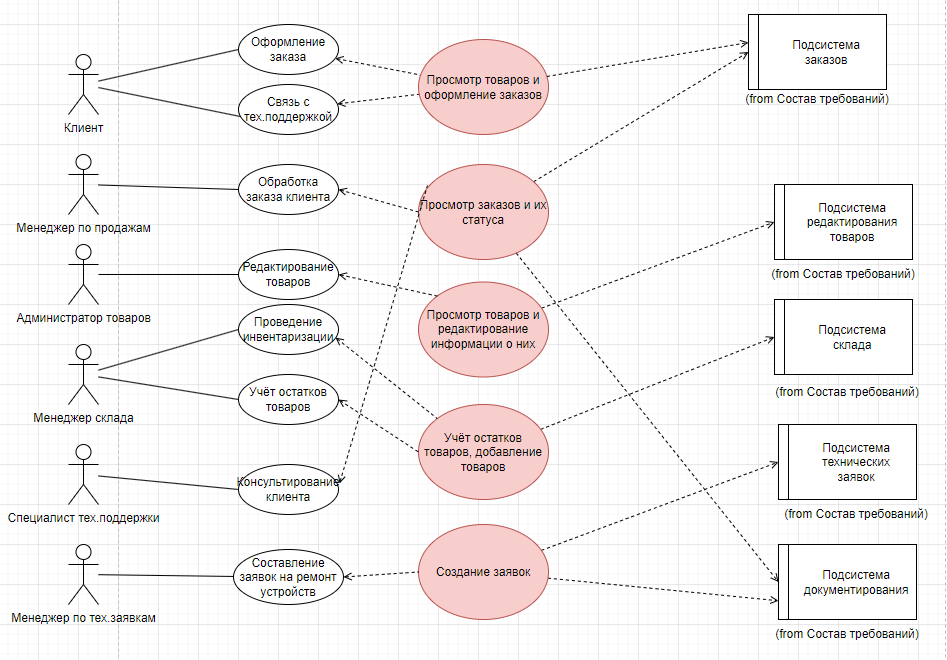 Клиент
Менеджер по продажам
Администратор товаров
Менеджер склада
Специалист тех.поддержки
Менеджер по тех.заявкам
Оформление
заказа
Связь с
тех.поддержкой
Обработка
заказа клиента
Редактирование
товаров
Проведение
инвентаризации
Учёт остатков
товаров
Консультирование
клиента
Составление
заявок на ремонт
устройств
Просмотр товаров и
оформление заказов
Просмотр заказов и их
статуса
Просмотр товаров и
редактирование
информации о них
Учёт остатков
товаров, добавление
товаров
Создание заявок
Подсистема
заказов
(from Состав требований)
Подсистема
редактирования
товаров
(from Состав требований)
Подсистема
склада
(from Состав требований)
Подсистема
технических
заявок
(from Состав требований)
Подсистема
документирования
(from Состав требований)